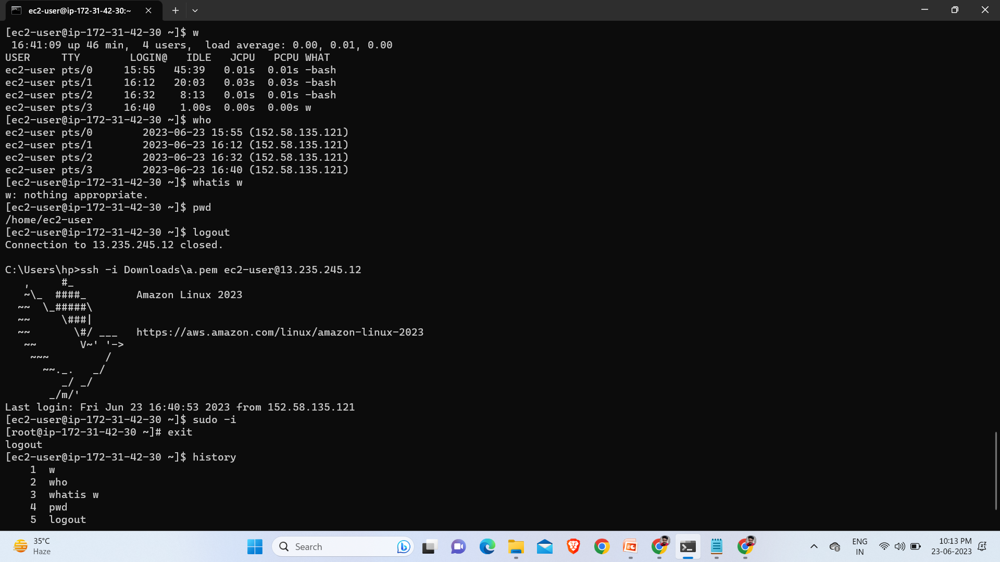 ec2-user@ip-172-31-42-30:~
[ec2-user@ip-172-31-42-30 ~]$ w
 16:41:09 up 46 min,  4 users,  load average: 0.00, 0.01, 0.00
USER     TTY        LOGIN@   IDLE   JCPU   PCPU WHAT
ec2-user pts/0     15:55   45:39   0.01s  0.01s -bash
ec2-user pts/1     16:12   20:03   0.03s  0.03s -bash
ec2-user pts/2     16:32    8:13   0.01s  0.01s -bash
ec2-user pts/3     16:40    1.00s  0.00s  0.00s w
[ec2-user@ip-172-31-42-30 ~]$ who
ec2-user pts/0        2023-06-23 15:55 (152.58.135.121)
ec2-user pts/1        2023-06-23 16:12 (152.58.135.121)
ec2-user pts/2        2023-06-23 16:32 (152.58.135.121)
ec2-user pts/3        2023-06-23 16:40 (152.58.135.121)
[ec2-user@ip-172-31-42-30 ~]$ whatis w
w: nothing appropriate.
[ec2-user@ip-172-31-42-30 ~]$ pwd
/home/ec2-user
[ec2-user@ip-172-31-42-30 ~]$ logout
Connection to 13.235.245.12 closed.

C:\Users\hp>ssh -i Downloads\a.pem ec2-user@13.235.245.12
   ,     #_
   ~\_  ####_        Amazon Linux 2023
  ~~  \_#####\
  ~~     \###|
  ~~       \#/ ___   https://aws.amazon.com/linux/amazon-linux-2023
   ~~       V~' '->
    ~~~         /
      ~~._.   _/
         _/ _/
       _/m/'
Last login: Fri Jun 23 16:40:53 2023 from 152.58.135.121
[ec2-user@ip-172-31-42-30 ~]$ sudo -i
[root@ip-172-31-42-30 ~]# exit
logout
[ec2-user@ip-172-31-42-30 ~]$ history
    1  w
    2  who
    3  whatis w
    4  pwd
    5  logout
35°C
Haze
Search
ENG
IN
10:13 PM
23-06-2023